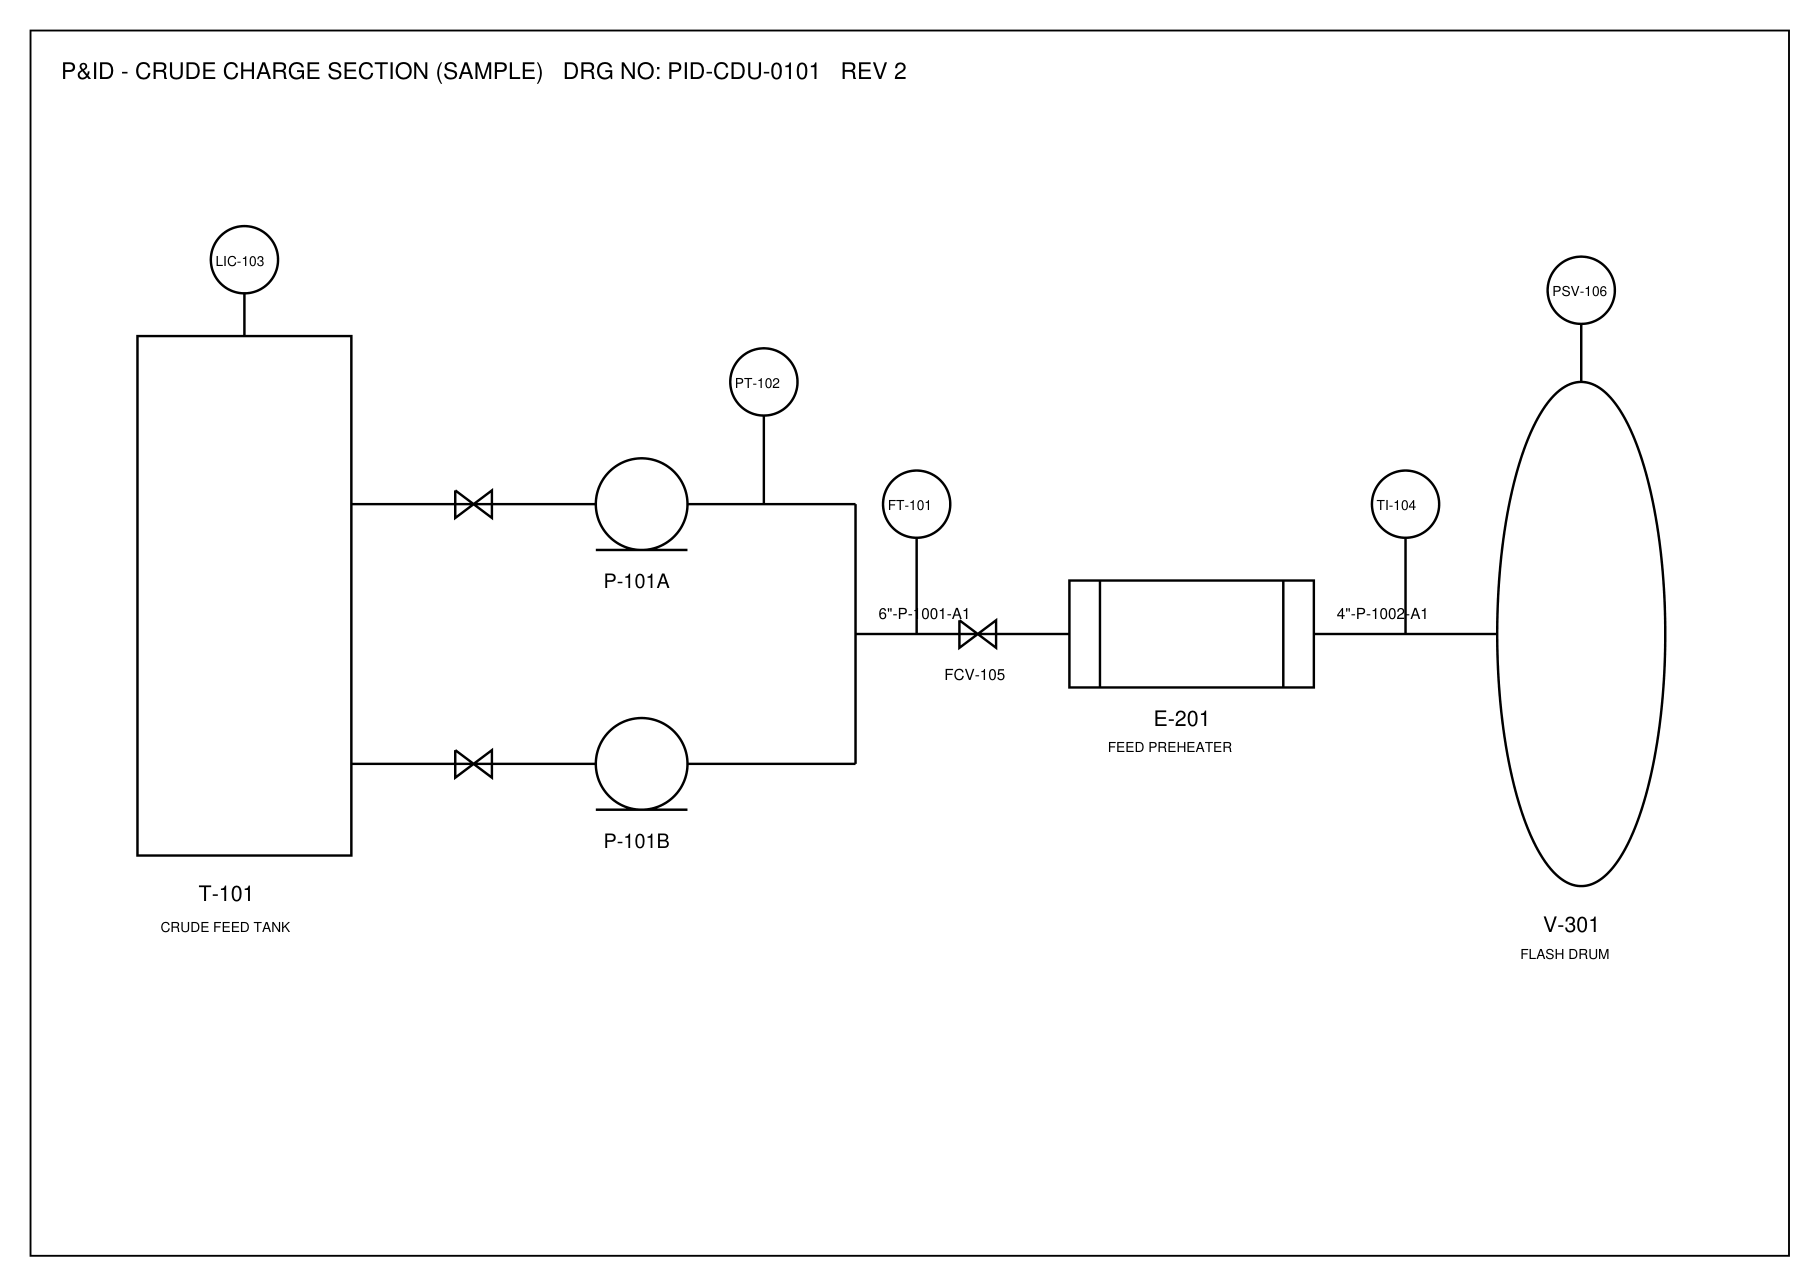 P&ID - CRUDE CHARGE SECTION (SAMPLE)   DRG NO: PID-CDU-0101   REV 2
LIC-103
PSV-106
PT-102
FT-101
TI-104
P-101A
6"-P-1001-A1
4"-P-1002-A1
FCV-105
E-201
FEED PREHEATER
P-101B
T-101
CRUDE FEED TANK
V-301
FLASH DRUM